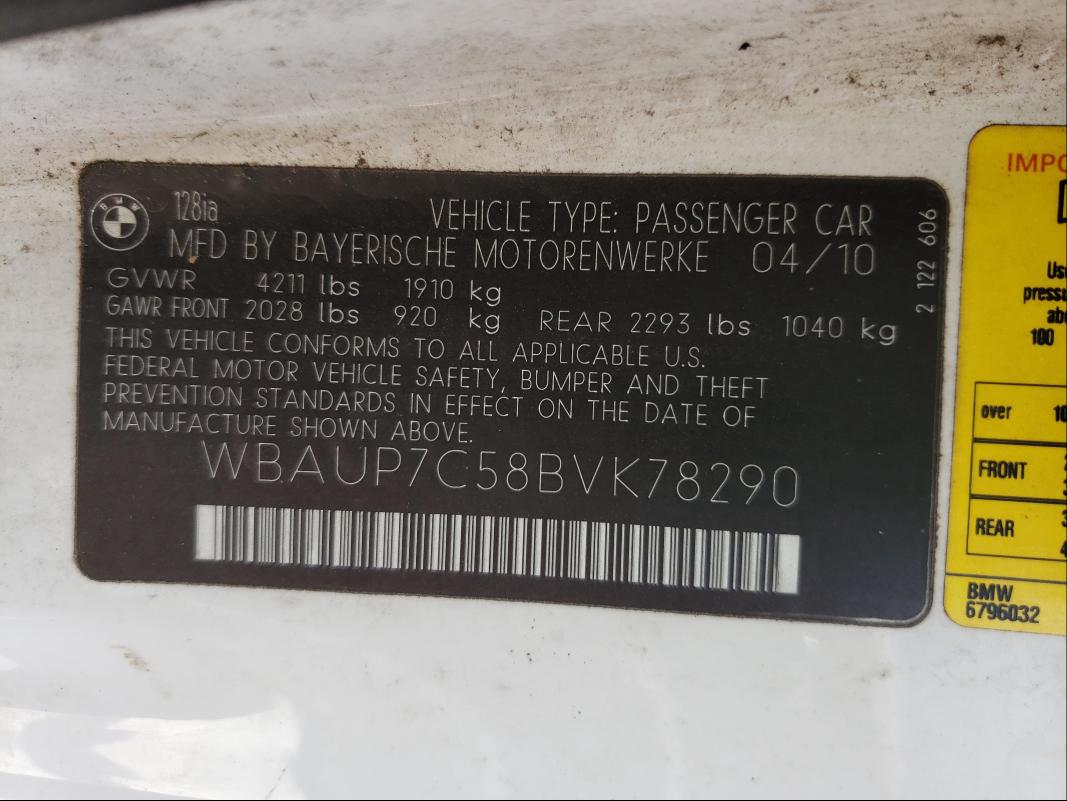 BMW
128ia
VEHICLE TYPE: PASSENGER CAR
MFD BY BAYERISCHE MOTORENWERKE 04/10
GVWR 4211 lbs 1910 kg
GAWR FRONT 2028 lbs 920 kg REAR 2293 lbs 1040 kg
THIS VEHICLE CONFORMS TO ALL APPLICABLE U.S.
FEDERAL MOTOR VEHICLE SAFETY, BUMPER AND THEFT
PREVENTION STANDARDS IN EFFECT ON THE DATE OF
MANUFACTURE SHOWN ABOVE.
WBAUP7C58BVK78290
2 122 606
over
FRONT
REAR
BMW
6796032
100